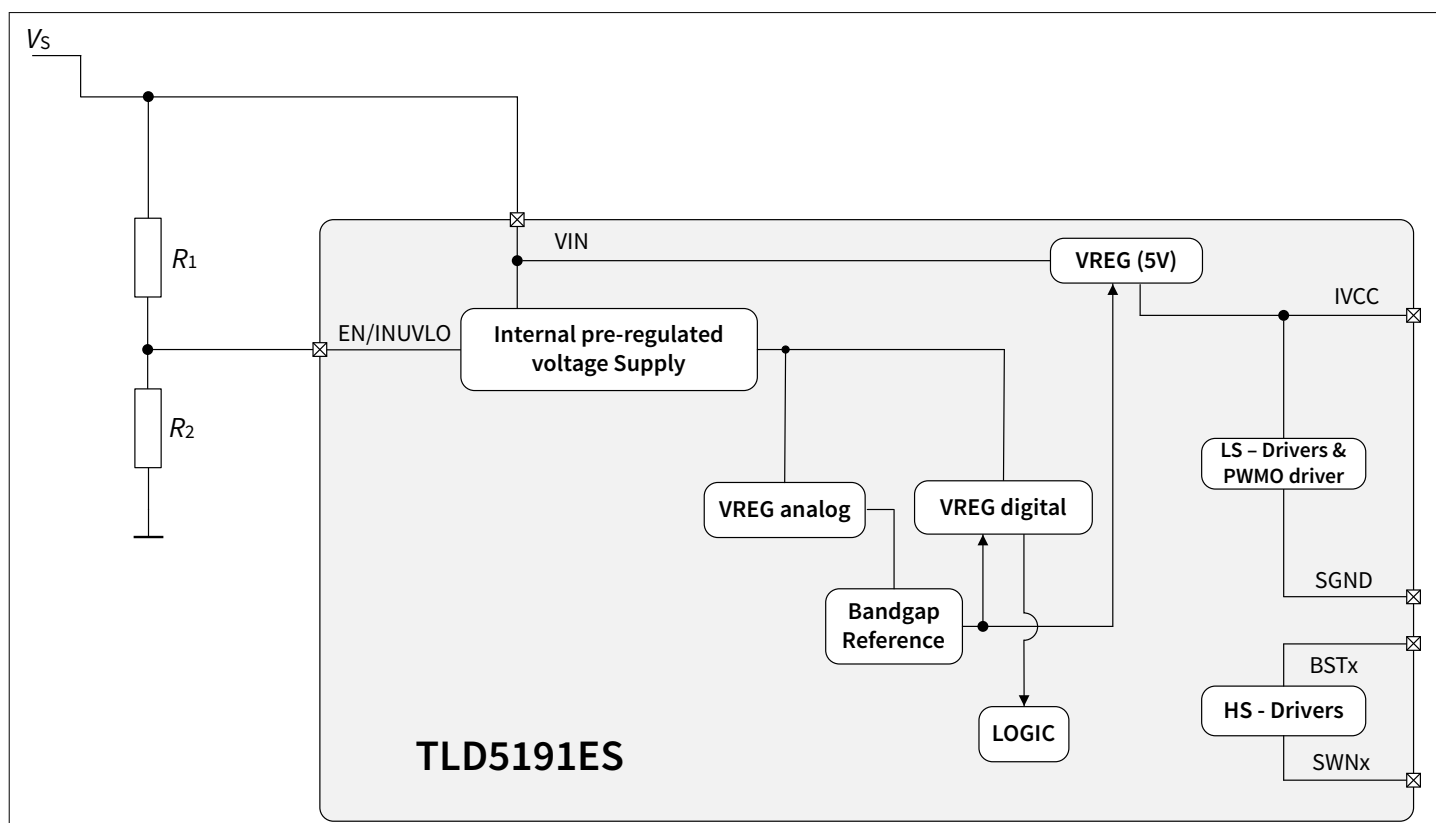 VS
VIN
VREG (5V)
R1
IVCC
EN/INUVLO
Internal pre-regulated
voltage Supply
R2
LS – Drivers &
PWMO driver
VREG analog
VREG digital
SGND
Bandgap
Reference
BSTx
HS - Drivers
LOGIC
TLD5191ES
SWNx